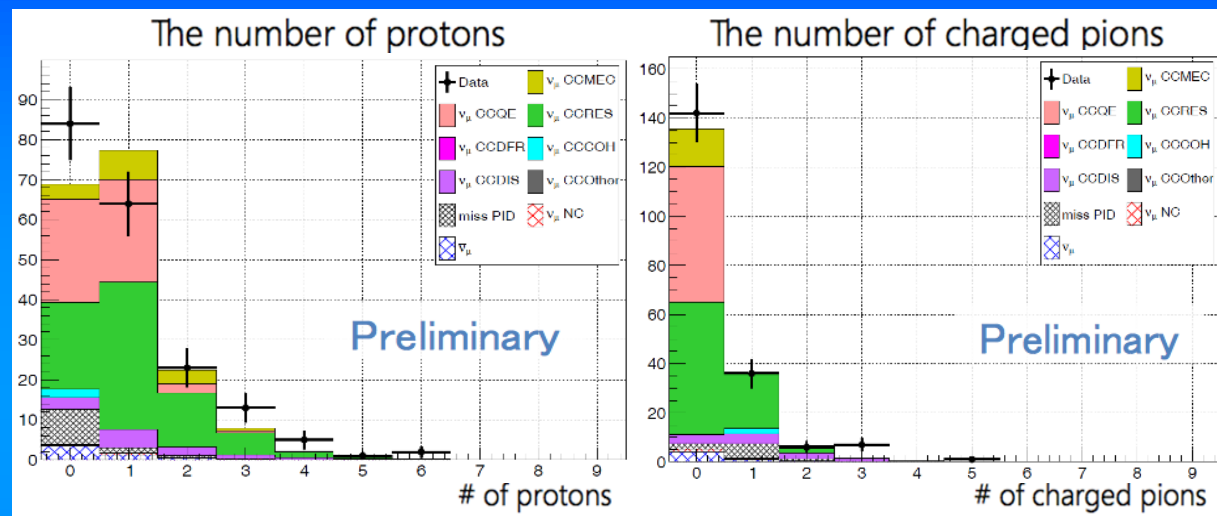 The number of protons
90
80
70
60
50
40
30
20
10
0
0 1 2 3 4 5 6 7 8 9
# of protons
Data
νμ CCMEC
νμ CCQE
νμ CCRES
νμ CCDFR
νμ CCCOH
νμ CCDIS
νμ CCOther
miss PID
νμ NC
ν̅μ
Preliminary
The number of charged pions
160
140
120
100
80
60
40
20
0
0 1 2 3 4 5 6 7 8 9
# of charged pions
Data
νμ CCMEC
νμ CCQE
νμ CCRES
νμ CCDFR
νμ CCCOH
νμ CCDIS
νμ CCOther
miss PID
νμ NC
ν̅μ
Preliminary